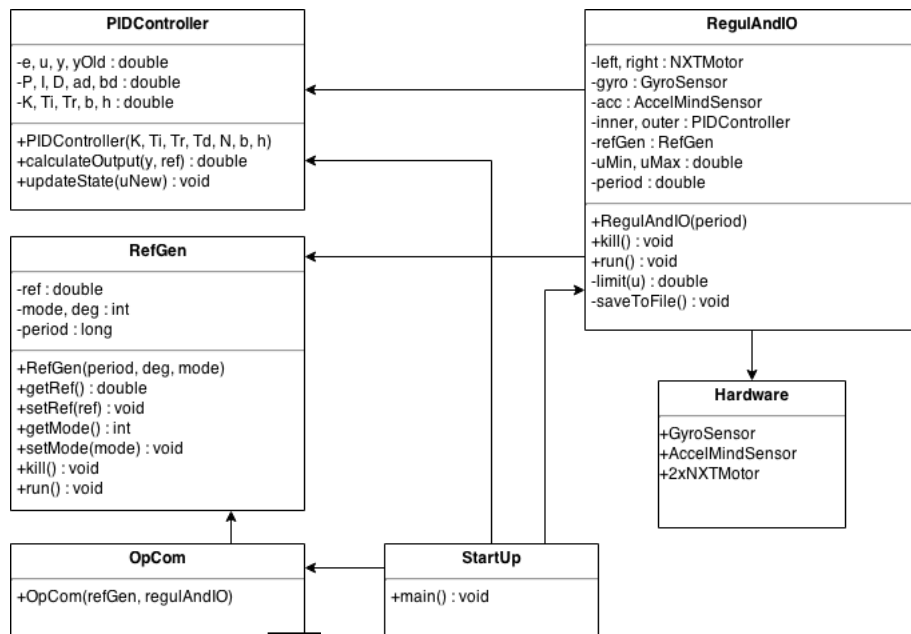 PIDController
-e, u, y, yOld : double
-P, I, D, ad, bd : double
-K, Ti, Tr, b, h : double
+PIDController(K, Ti, Tr, Td, N, b, h)
+calculateOutput(y, ref) : double
+updateState(uNew) : void
RegulAndIO
-left, right : NXTMotor
-gyro : GyroSensor
-acc : AccelMindSensor
-inner, outer : PIDController
-refGen : RefGen
-uMin, uMax : double
-period : double
+RegulAndIO(period)
+kill() : void
+run() : void
-limit(u) : double
-saveToFile() : void
RefGen
-ref : double
-mode, deg : int
-period : long
+RefGen(period, deg, mode)
+getRef() : double
+setRef(ref) : void
+getMode() : int
+setMode(mode) : void
+kill() : void
+run() : void
Hardware
+GyroSensor
+AccelMindSensor
+2xNXTMotor
OpCom
+OpCom(refGen, regulAndIO)
StartUp
+main() : void